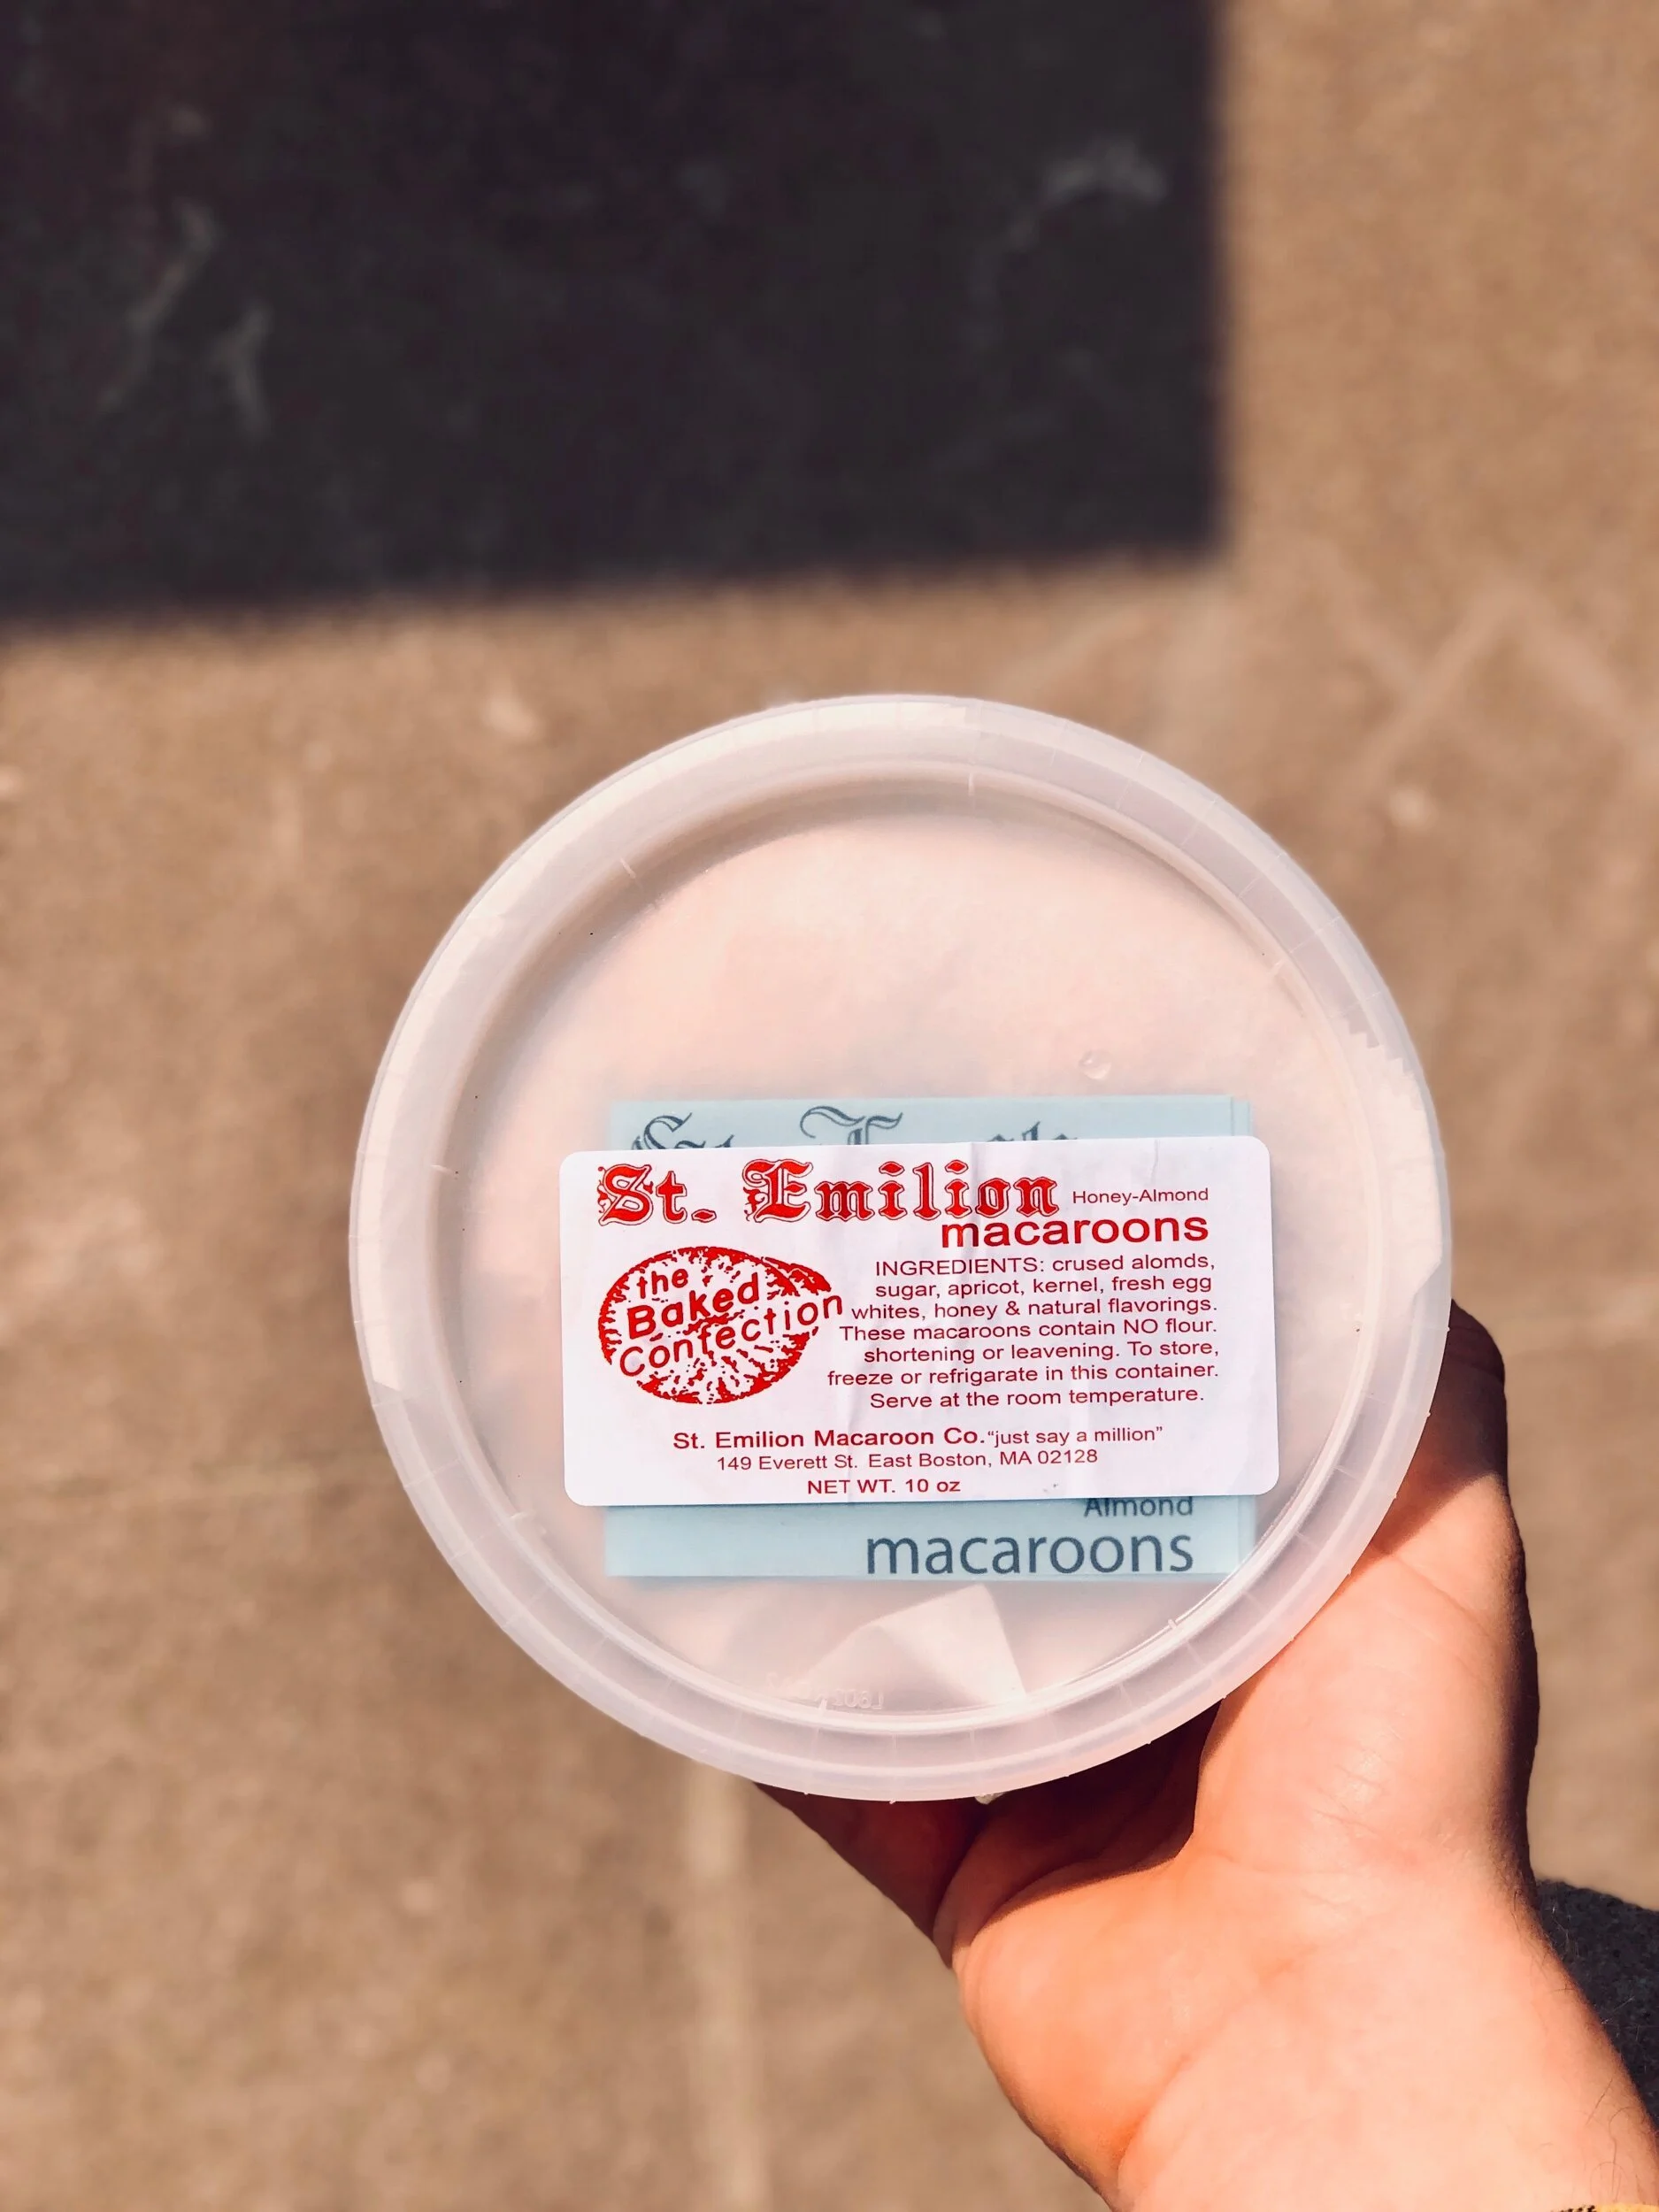 St. Emilion Honey-Almond
macaroons
the
Baked
Confection
INGREDIENTS: crused alomds,
sugar, apricot, kernel, fresh egg
whites, honey & natural flavorings.
These macaroons contain NO flour.
shortening or leavening. To store,
freeze or refrigarate in this container.
Serve at the room temperature.
St. Emilion Macaroon Co. "just say a million"
149 Everett St. East Boston, MA 02128
NET WT. 10 oz
Almond
macaroons